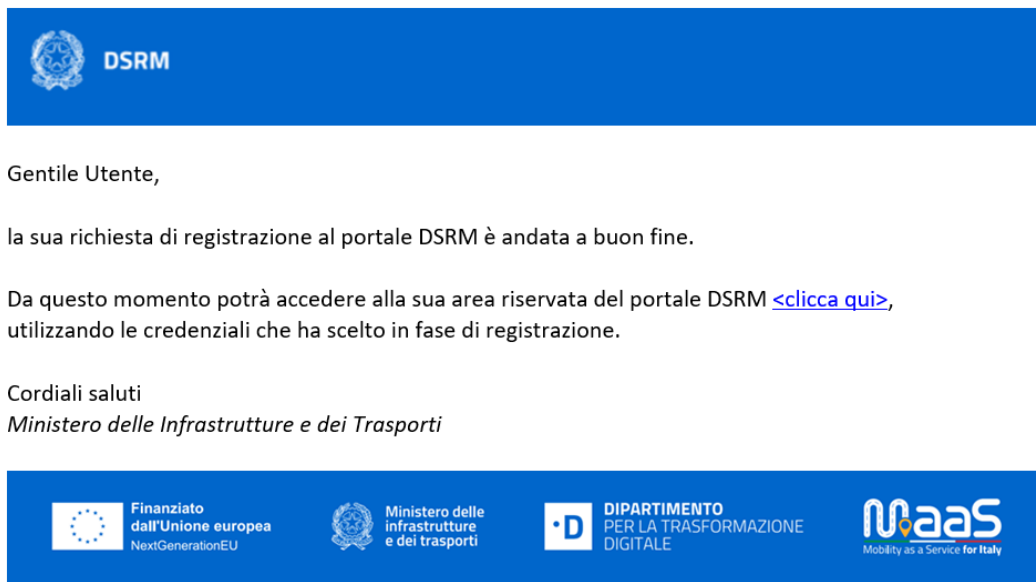 DSRM
Gentile Utente,
la sua richiesta di registrazione al portale DSRM è andata a buon fine.
Da questo momento potrà accedere alla sua area riservata del portale DSRM <clicca qui>,
utilizzando le credenziali che ha scelto in fase di registrazione.
Cordiali saluti
Ministero delle Infrastrutture e dei Trasporti
Finanziato
dall'Unione europea
NextGenerationEU
Ministero delle
infrastrutture
e dei trasporti
•D
DIPARTIMENTO
PER LA TRASFORMAZIONE
DIGITALE
MaaS
Mobility as a Service for Italy